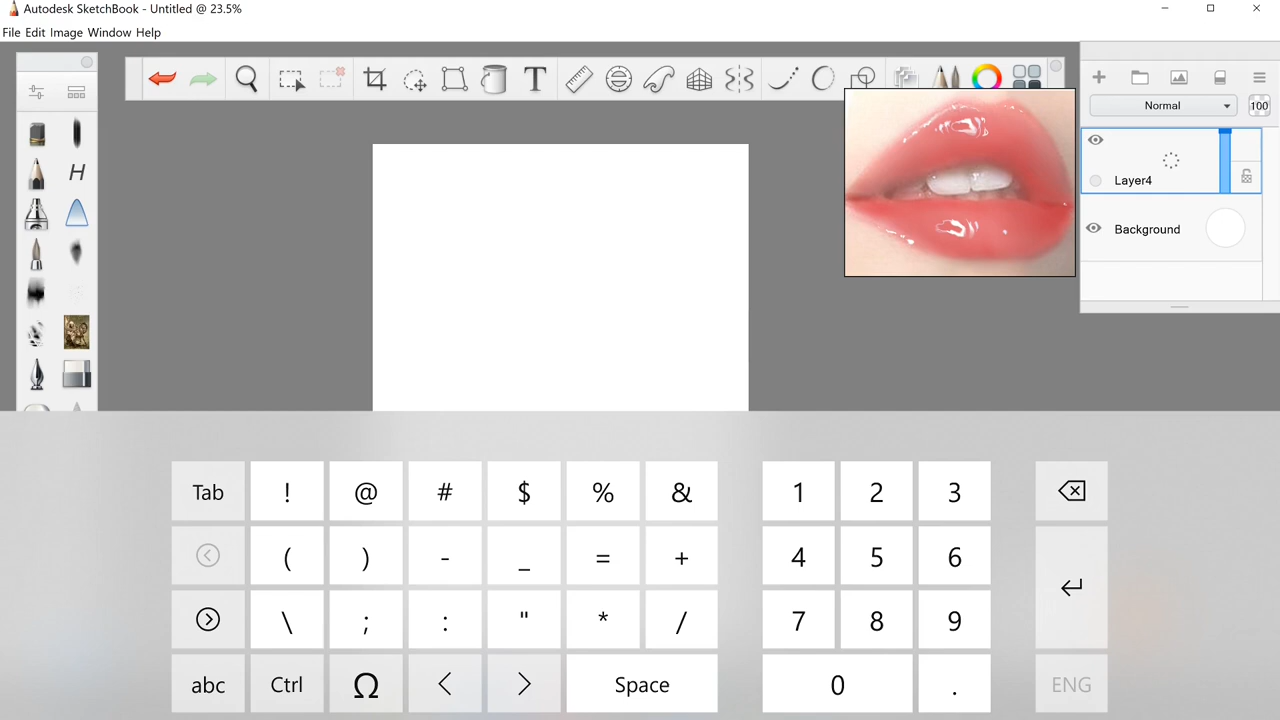 Autodesk SketchBook - Untitled @ 23.5%
File Edit Image Window Help
T
Normal
100
H
Layer4
Background
Tab ! @ # $ % & 1 2 3
( ) - _ = + 4 5 6
\ ; : " * / 7 8 9
abc Ctrl Ω < > Space 0 . ENG